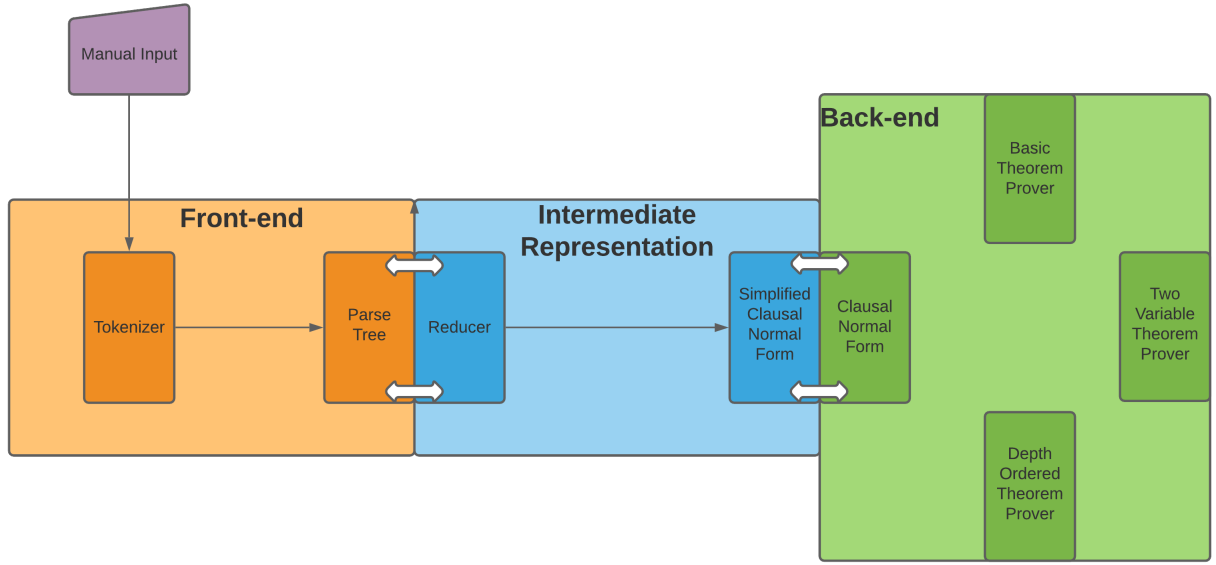 Manual Input
Front-end
Tokenizer
Parse
Tree
Intermediate
Representation
Reducer
Simplified
Clausal
Normal
Form
Back-end
Clausal
Normal
Form
Basic
Theorem
Prover
Two
Variable
Theorem
Prover
Depth
Ordered
Theorem
Prover